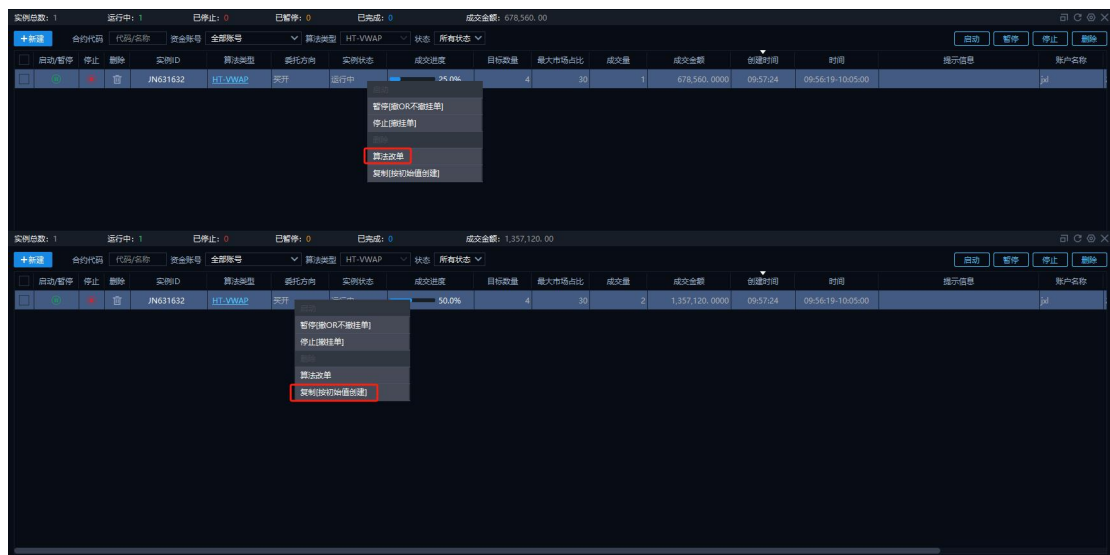 实例总数: 1 运行中: 1 已停止: 0 已暂停: 0 已完成: 0 成交金额: 678,560.00
+新建 合约代码 代码/名称 资金账号 全部账号 算法类型 HT-VWAP 状态 所有状态 启动 暂停 停止 删除
启动/暂停 停止 删除 实例ID 算法类型 委托方向 实例状态 成交进度 目标数量 最大市场占比 成交量 成交金额 创建时间 时间 提示信息 账户名称
JN631632 HT-VWAP 买开 运行中 25.0% 4 30 1 678,560.0000 09:57:24 09:56:19-10:05:00 jxl
启动
暂停[撤OR不撤挂单]
停止[撤挂单]
删除
算法改单
复制[按初始值创建]
实例总数: 1 运行中: 1 已停止: 0 已暂停: 0 已完成: 0 成交金额: 1,357,120.00
+新建 合约代码 代码/名称 资金账号 全部账号 算法类型 HT-VWAP 状态 所有状态 启动 暂停 停止 删除
启动/暂停 停止 删除 实例ID 算法类型 委托方向 实例状态 成交进度 目标数量 最大市场占比 成交量 成交金额 创建时间 时间 提示信息 账户名称
JN631632 HT-VWAP 买开 运行中 50.0% 4 30 2 1,357,120.0000 09:57:24 09:56:19-10:05:00 jxl
启动
暂停[撤OR不撤挂单]
停止[撤挂单]
删除
算法改单
复制[按初始值创建]